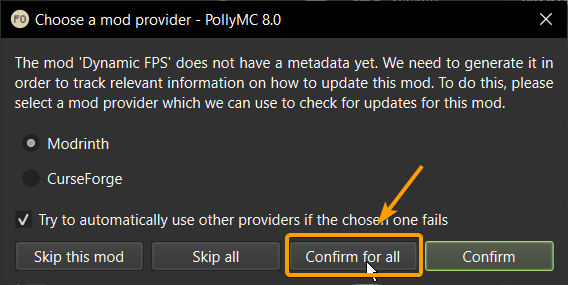 FO Choose a mod provider - PollyMC 8.0
The mod 'Dynamic FPS' does not have a metadata yet. We need to generate it in
order to track relevant information on how to update this mod. To do this, please
select a mod provider which we can use to check for updates for this mod.
Modrinth
CurseForge
Try to automatically use other providers if the chosen one fails
Skip this mod Skip all Confirm for all Confirm